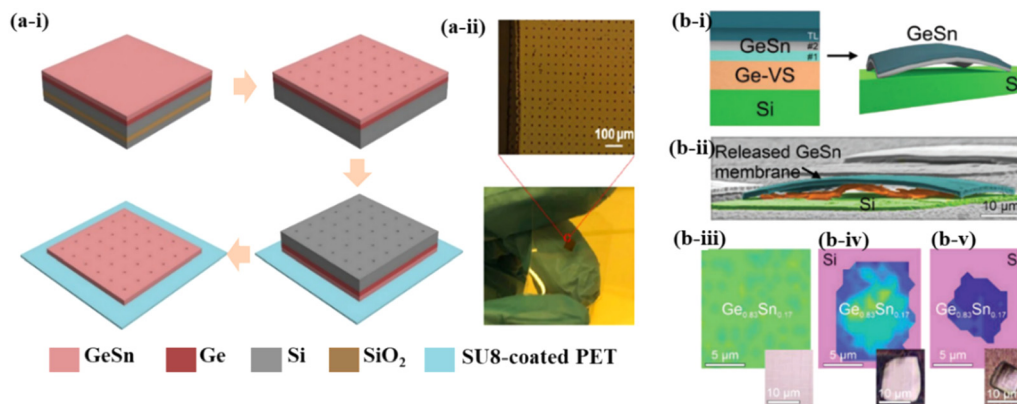 (a-i)
(a-ii)
100 μm
GeSn
Ge
Si
SiO₂
SU8-coated PET
(b-i)
TL
GeSn
#2
#1
Ge-VS
Si
GeSn
S
(b-ii)
Released GeSn
membrane
Si
10 μm
(b-iii)
(b-iv)
(b-v)
Ge₀.₈₃Sn₀.₁₇
5 μm
10 μm
Si
Ge₀.₈₃Sn₀.₁₇
5 μm
10 μm
S
Ge₀.₈₃Sn₀.₁₇
5 μm
10 μm